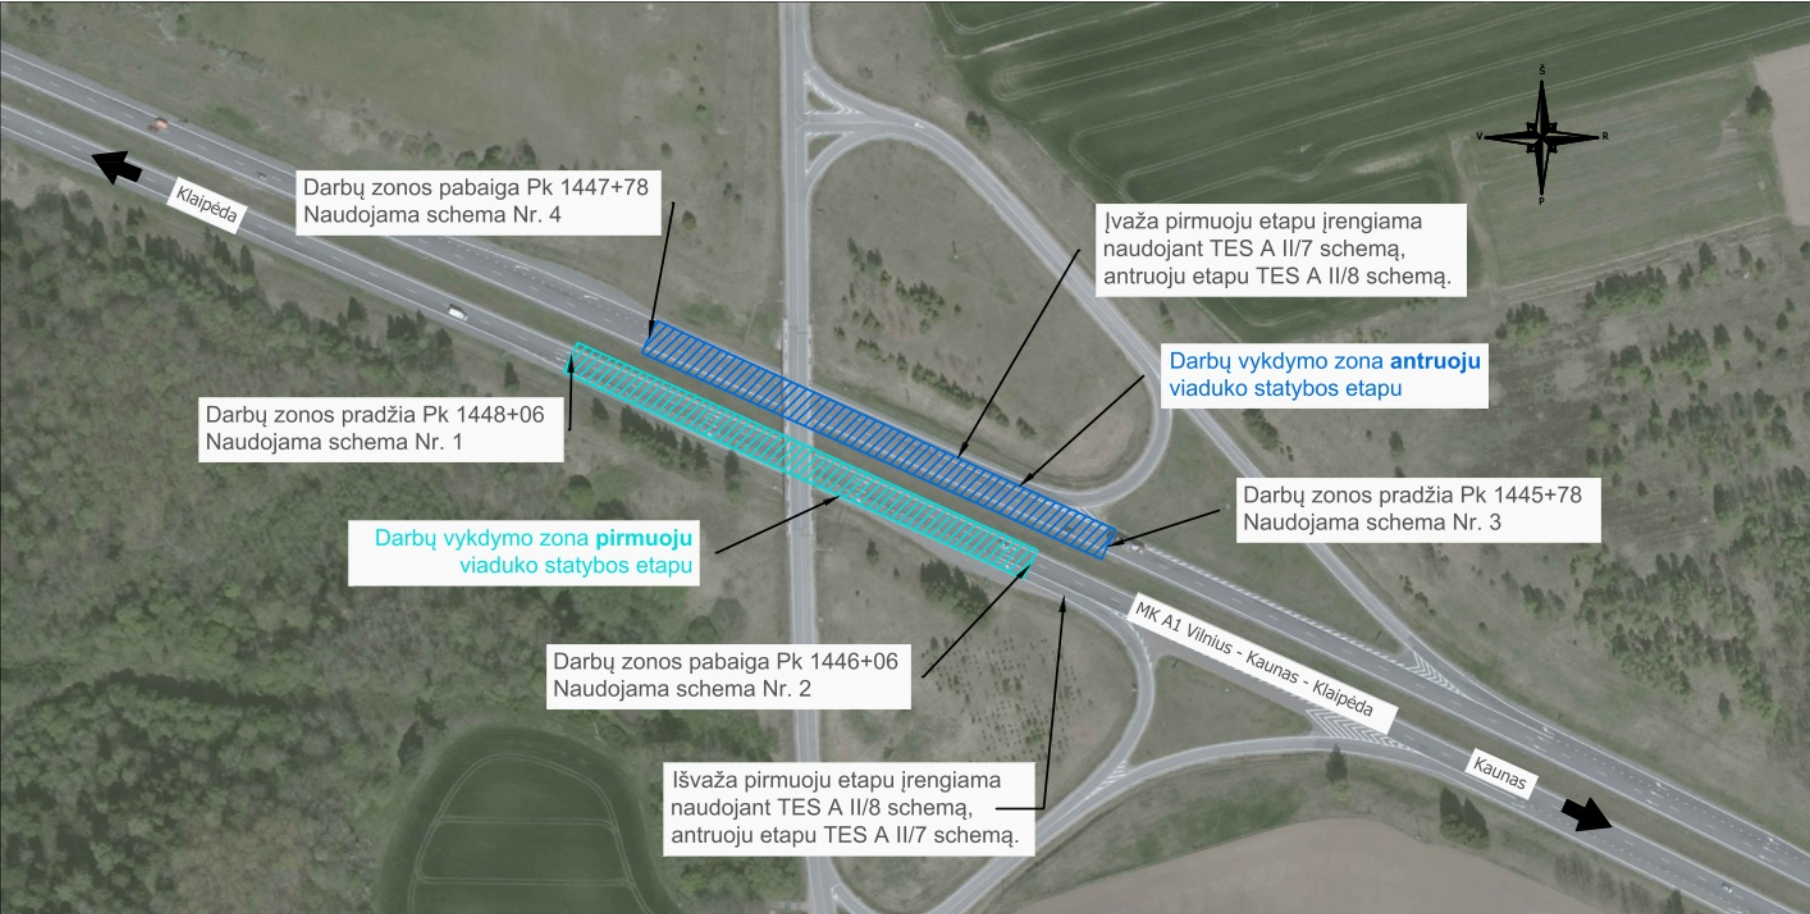 Š
V
R
P
Klaipėda
Darbų zonos pabaiga Pk 1447+78
Naudojama schema Nr. 4
Įvaža pirmuoju etapu įrengiama
naudojant TES A II/7 schemą,
antruoju etapu TES A II/8 schemą.
Darbų vykdymo zona antruoju
viaduko statybos etapu
Darbų zonos pradžia Pk 1448+06
Naudojama schema Nr. 1
Darbų zonos pradžia Pk 1445+78
Naudojama schema Nr. 3
Darbų vykdymo zona pirmuoju
viaduko statybos etapu
MK A1 Vilnius - Kaunas - Klaipėda
Darbų zonos pabaiga Pk 1446+06
Naudojama schema Nr. 2
Kaunas
Išvaža pirmuoju etapu įrengiama
naudojant TES A II/8 schemą,
antruoju etapu TES A II/7 schemą.